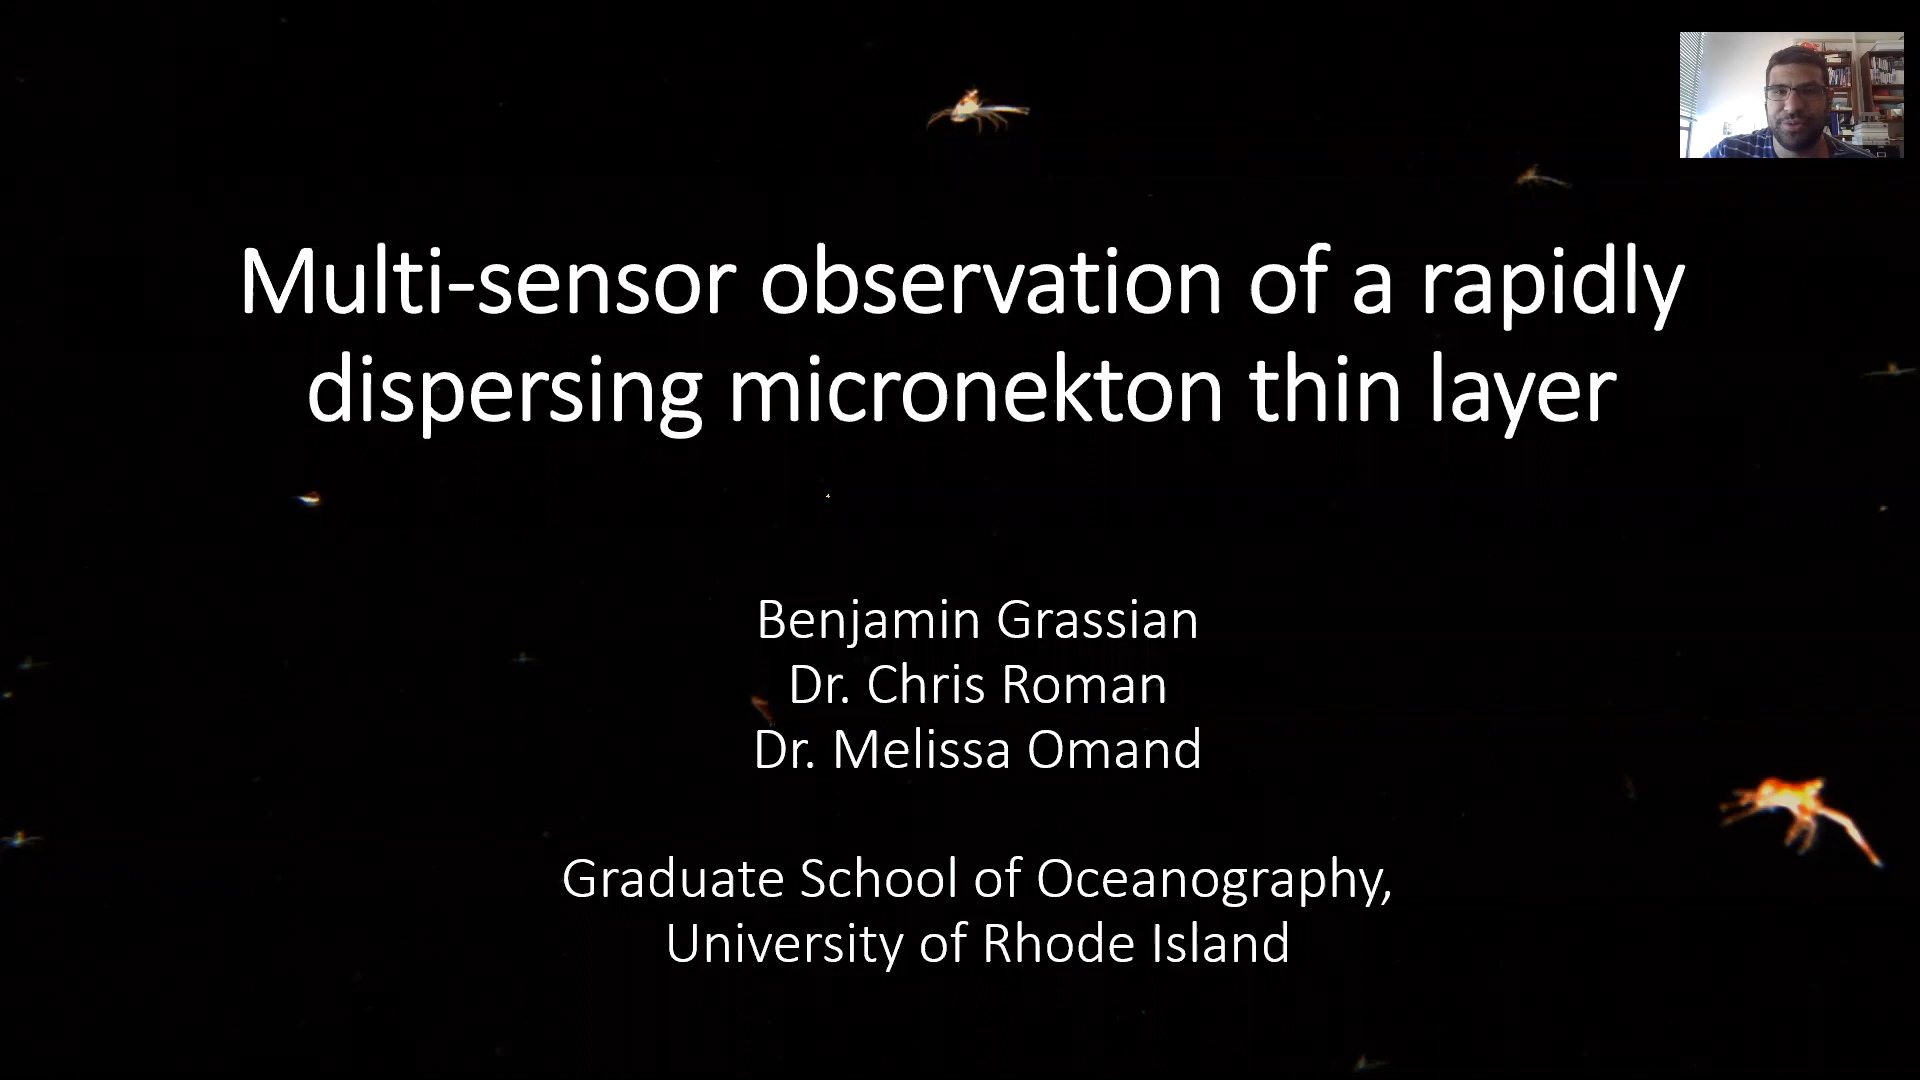 Multi-sensor observation of a rapidly
dispersing micronekton thin layer
Benjamin Grassian
Dr. Chris Roman
Dr. Melissa Omand
Graduate School of Oceanography,
University of Rhode Island